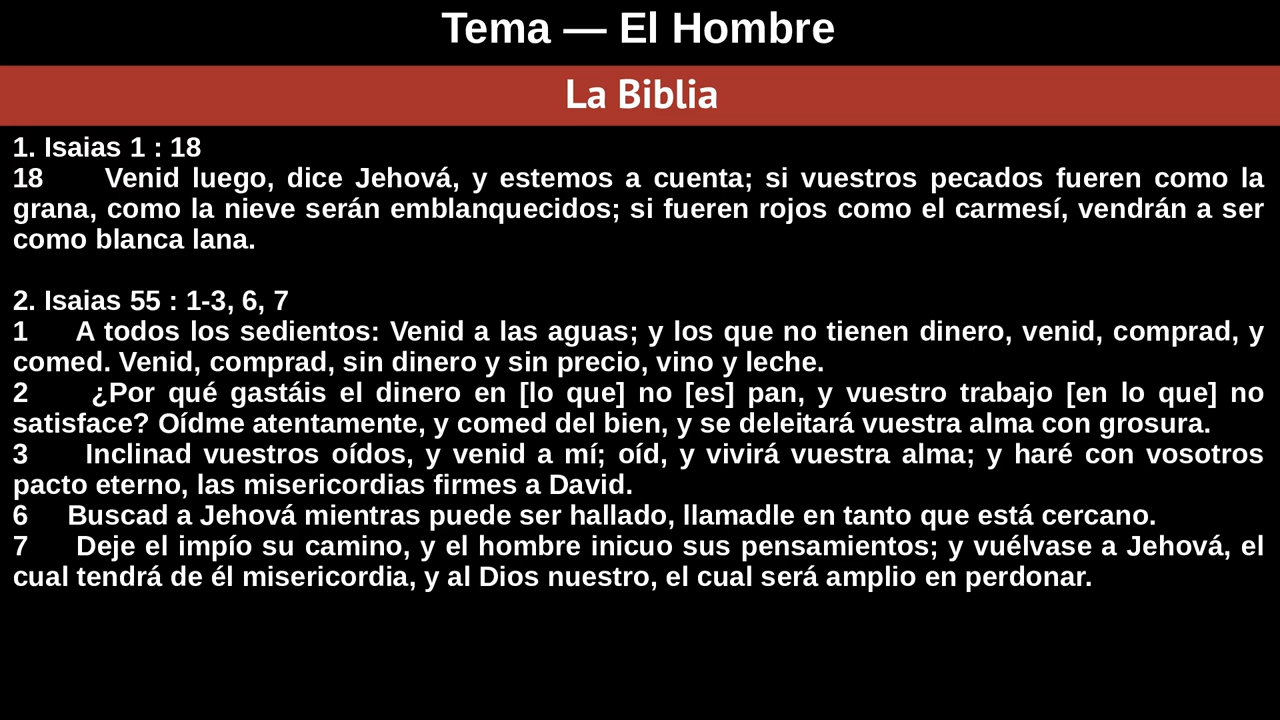 Tema — El Hombre
La Biblia
1. Isaias 1 : 18
18 Venid luego, dice Jehová, y estemos a cuenta; si vuestros pecados fueren como la
grana, como la nieve serán emblanquecidos; si fueren rojos como el carmesí, vendrán a ser
como blanca lana.
2. Isaias 55 : 1-3, 6, 7
1 A todos los sedientos: Venid a las aguas; y los que no tienen dinero, venid, comprad, y
comed. Venid, comprad, sin dinero y sin precio, vino y leche.
2 ¿Por qué gastáis el dinero en [lo que] no [es] pan, y vuestro trabajo [en lo que] no
satisface? Oídme atentamente, y comed del bien, y se deleitará vuestra alma con grosura.
3 Inclinad vuestros oídos, y venid a mí; oíd, y vivirá vuestra alma; y haré con vosotros
pacto eterno, las misericordias firmes a David.
6 Buscad a Jehová mientras puede ser hallado, llamadle en tanto que está cercano.
7 Deje el impío su camino, y el hombre inicuo sus pensamientos; y vuélvase a Jehová, el
cual tendrá de él misericordia, y al Dios nuestro, el cual será amplio en perdonar.